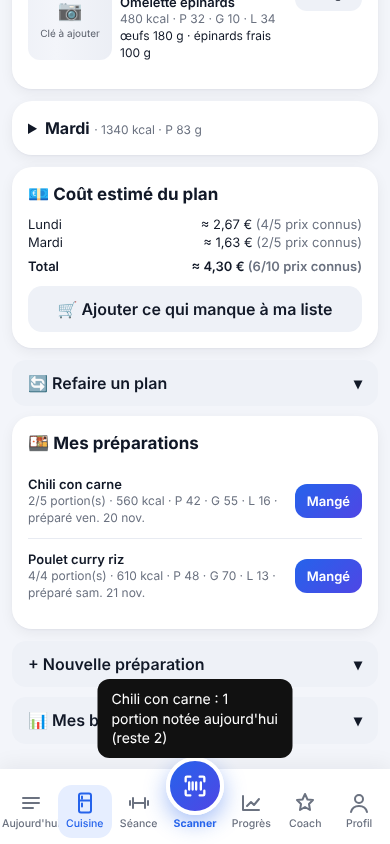 Omelette épinards
480 kcal · P 32 · G 10 · L 34
Clé à ajouter
œufs 180 g · épinards frais
100 g
▶ Mardi · 1340 kcal · P 83 g
💶 Coût estimé du plan
Lundi ≈ 2,67 € (4/5 prix connus)
Mardi ≈ 1,63 € (2/5 prix connus)
Total ≈ 4,30 € (6/10 prix connus)
🛒 Ajouter ce qui manque à ma liste
🔄 Refaire un plan ▼
🍱 Mes préparations
Chili con carne
2/5 portion(s) · 560 kcal · P 42 · G 55 · L 16 ·
préparé ven. 20 nov.
Mangé
Poulet curry riz
4/4 portion(s) · 610 kcal · P 48 · G 70 · L 13 ·
préparé sam. 21 nov.
Mangé
+ Nouvelle préparation ▼
📊 Mes b ▼
Chili con carne : 1
portion notée aujourd'hui
(reste 2)
Aujourd'hu
Cuisine
Séance
Scanner
Progrès
Coach
Profil